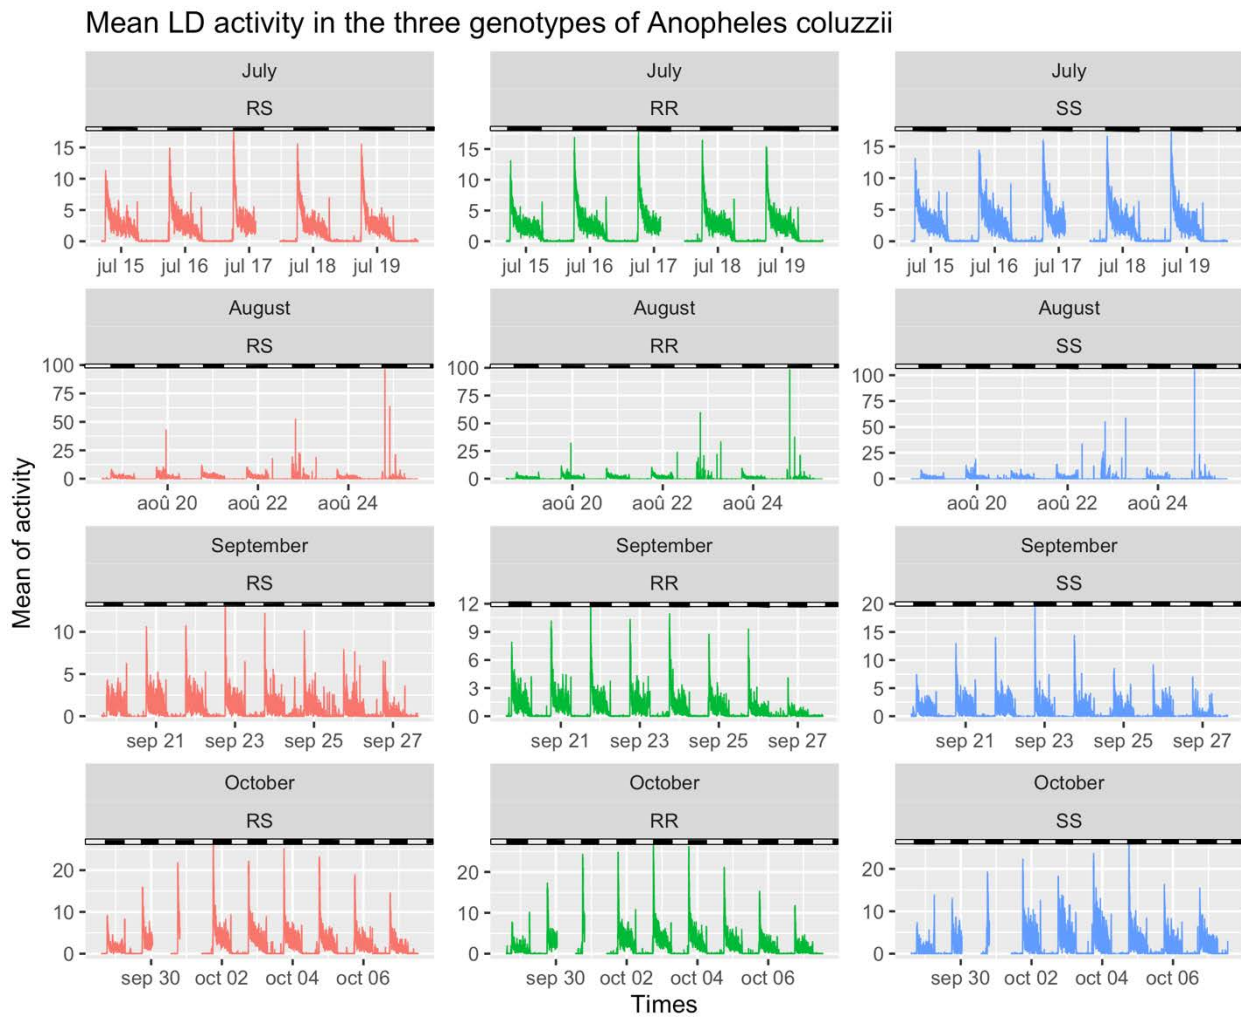 Mean LD activity in the three genotypes of Anopheles coluzzii
July
RS
15
10
5
0
jul 15 jul 16 jul 17 jul 18 jul 19
July
RR
15
10
5
0
jul 15 jul 16 jul 17 jul 18 jul 19
July
SS
15
10
5
0
jul 15 jul 16 jul 17 jul 18 jul 19
August
RS
100
75
50
25
0
aoû 20 aoû 22 aoû 24
August
RR
100
75
50
25
0
aoû 20 aoû 22 aoû 24
August
SS
100
75
50
25
0
aoû 20 aoû 22 aoû 24
Mean of activity
September
RS
10
5
0
sep 21 sep 23 sep 25 sep 27
September
RR
12
9
6
3
0
sep 21 sep 23 sep 25 sep 27
September
SS
20
15
10
5
0
sep 21 sep 23 sep 25 sep 27
October
RS
20
10
0
sep 30 oct 02 oct 04 oct 06
October
RR
20
10
0
sep 30 oct 02 oct 04 oct 06
October
SS
20
10
0
sep 30 oct 02 oct 04 oct 06
Times